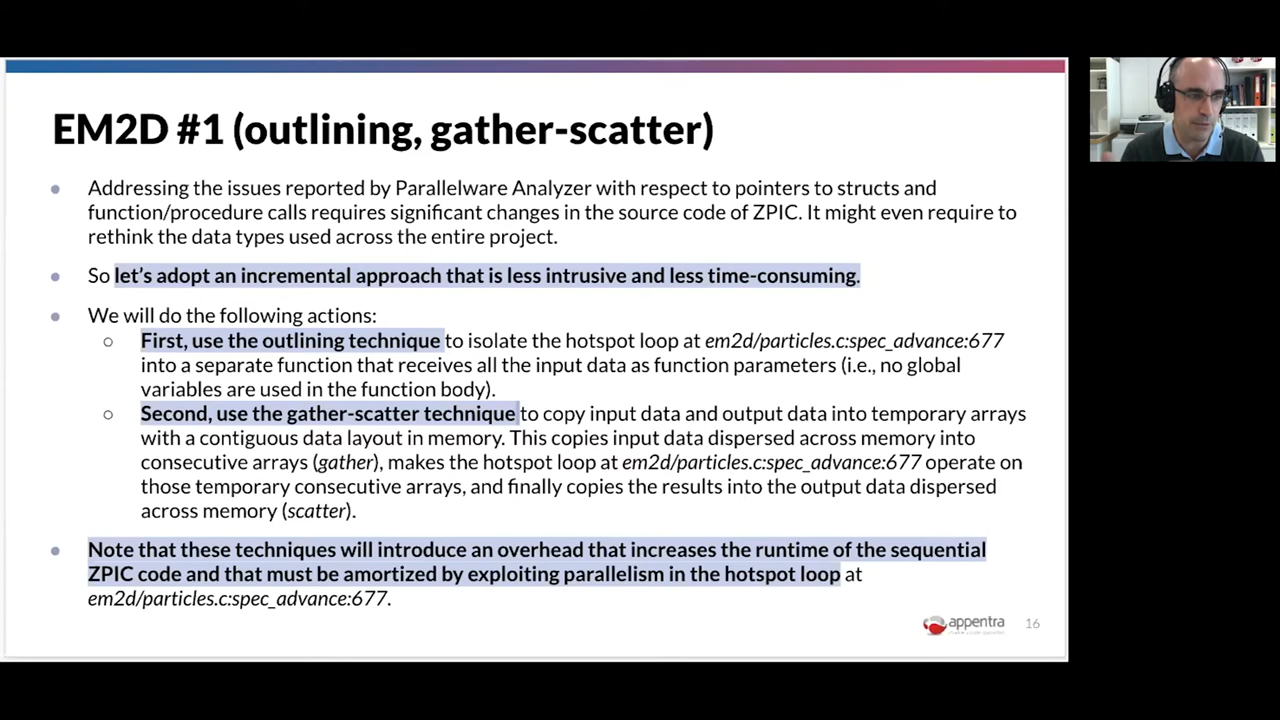 EM2D #1 (outlining, gather-scatter)
● Addressing the issues reported by Parallelware Analyzer with respect to pointers to structs and
function/procedure calls requires significant changes in the source code of ZPIC. It might even require to
rethink the data types used across the entire project.
● So let’s adopt an incremental approach that is less intrusive and less time-consuming.
● We will do the following actions:
○ First, use the outlining technique to isolate the hotspot loop at em2d/particles.c:spec_advance:677
into a separate function that receives all the input data as function parameters (i.e., no global
variables are used in the function body).
○ Second, use the gather-scatter technique to copy input data and output data into temporary arrays
with a contiguous data layout in memory. This copies input data dispersed across memory into
consecutive arrays (gather), makes the hotspot loop at em2d/particles.c:spec_advance:677 operate on
those temporary consecutive arrays, and finally copies the results into the output data dispersed
across memory (scatter).
● Note that these techniques will introduce an overhead that increases the runtime of the sequential
ZPIC code and that must be amortized by exploiting parallelism in the hotspot loop at
em2d/particles.c:spec_advance:677.
appentra
16